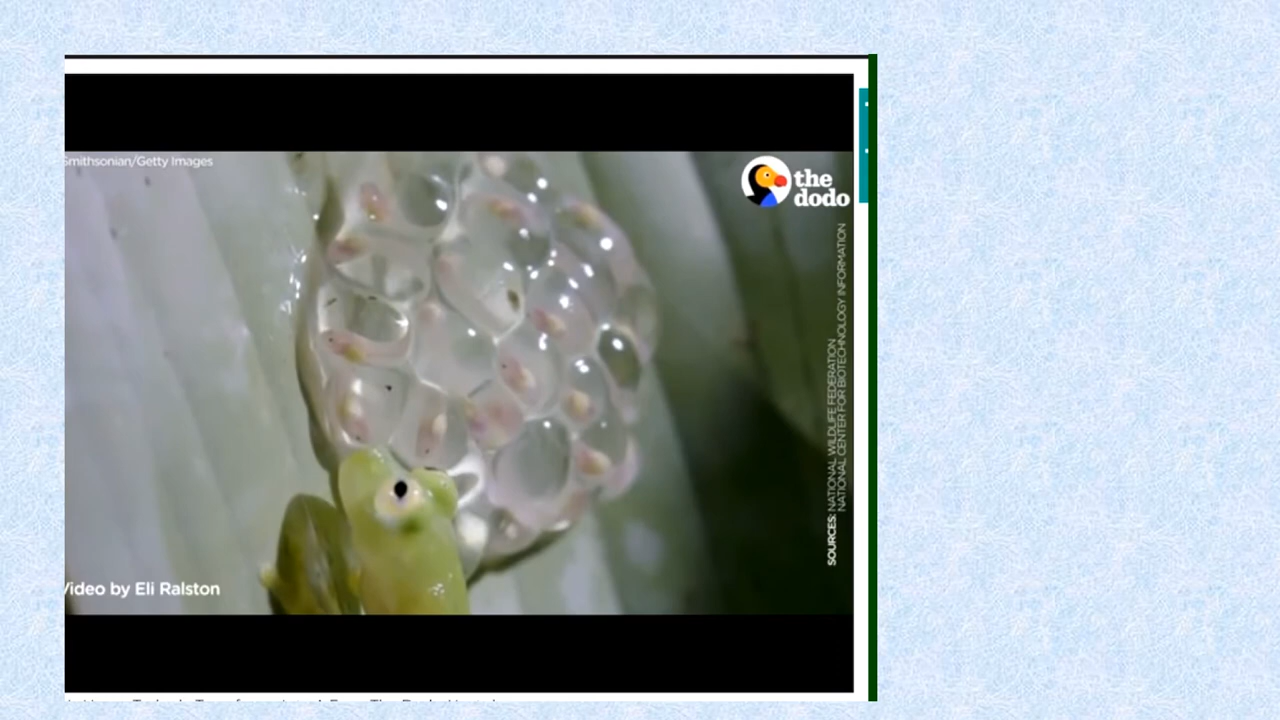 Smithsonian/Getty Images
the
dodo
SOURCES: NATIONAL WILDLIFE FEDERATION
NATIONAL CENTER FOR BIOTECHNOLOGY INFORMATION
Video by Eli Ralston